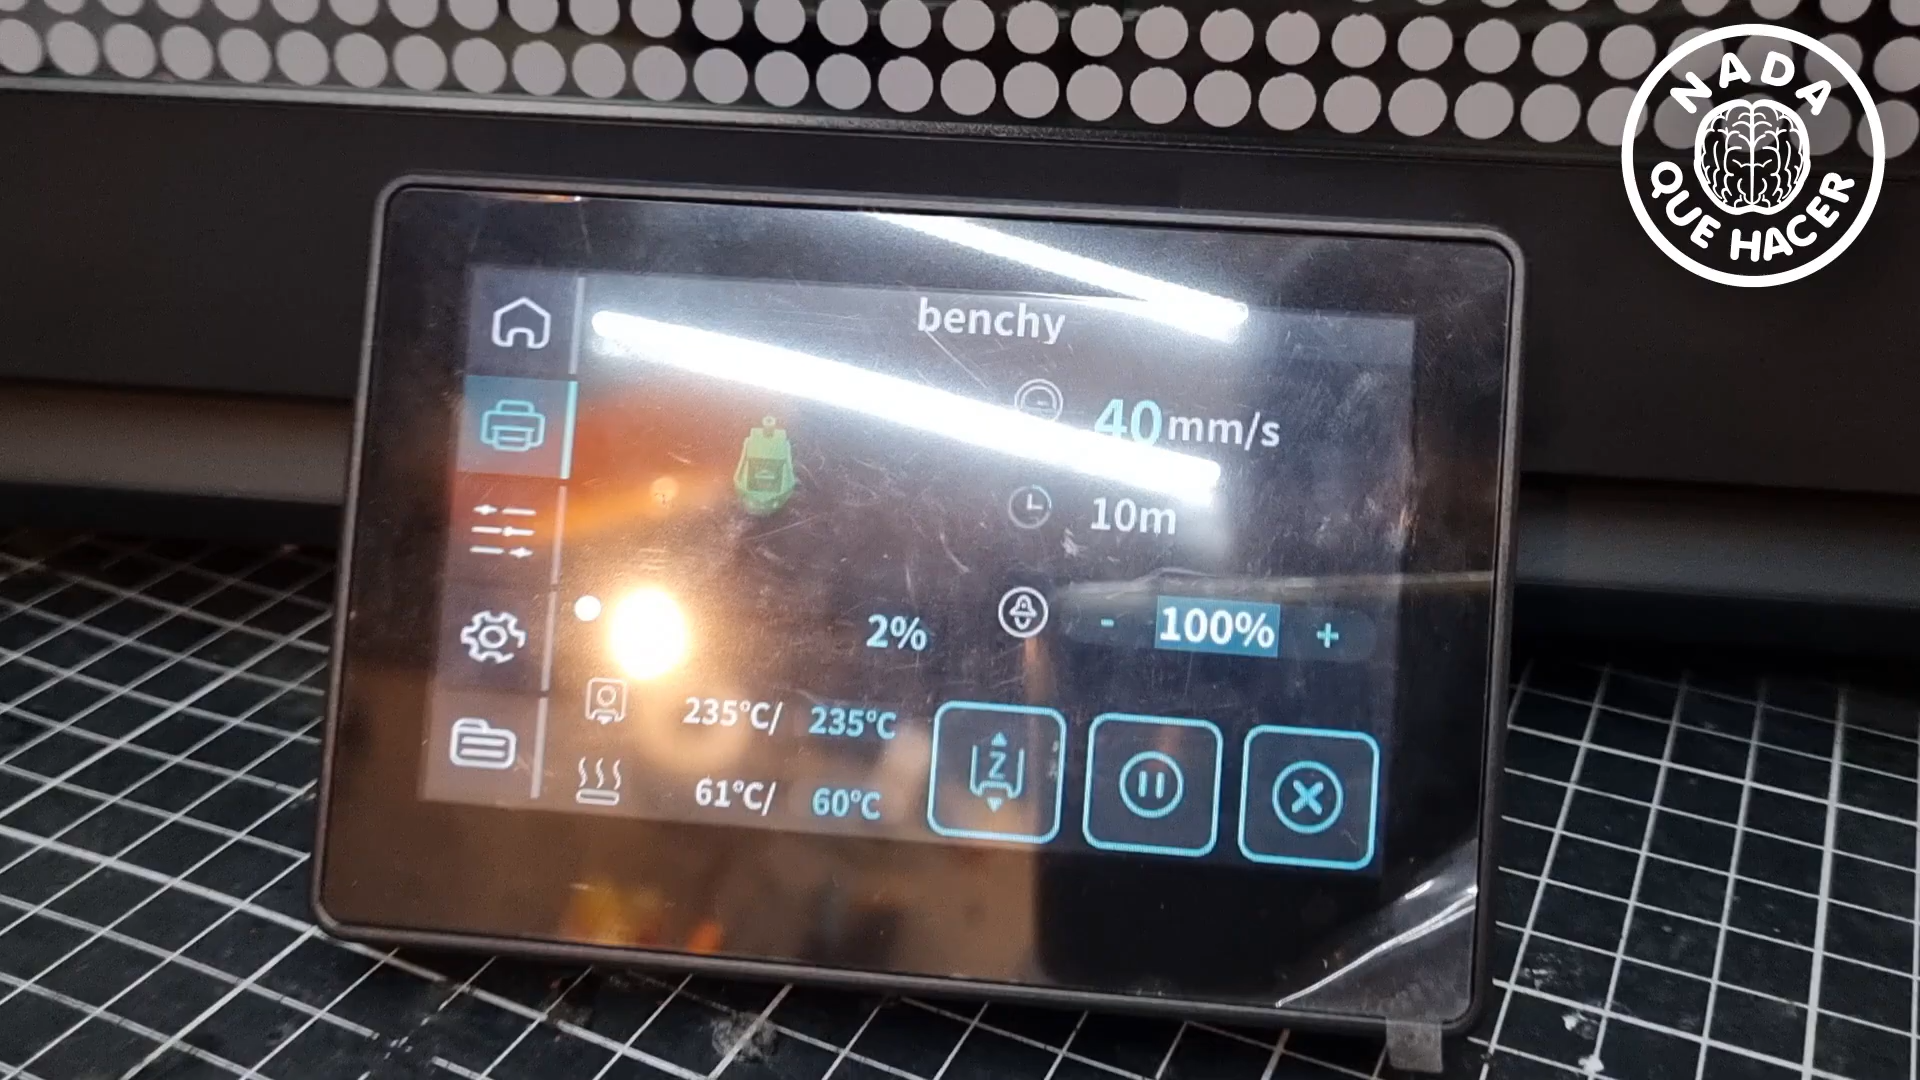 NADA
QUE HACER
benchy
40mm/s
10m
2%
- 100% +
235°C/ 235°C
61°C/ 60°C
Z